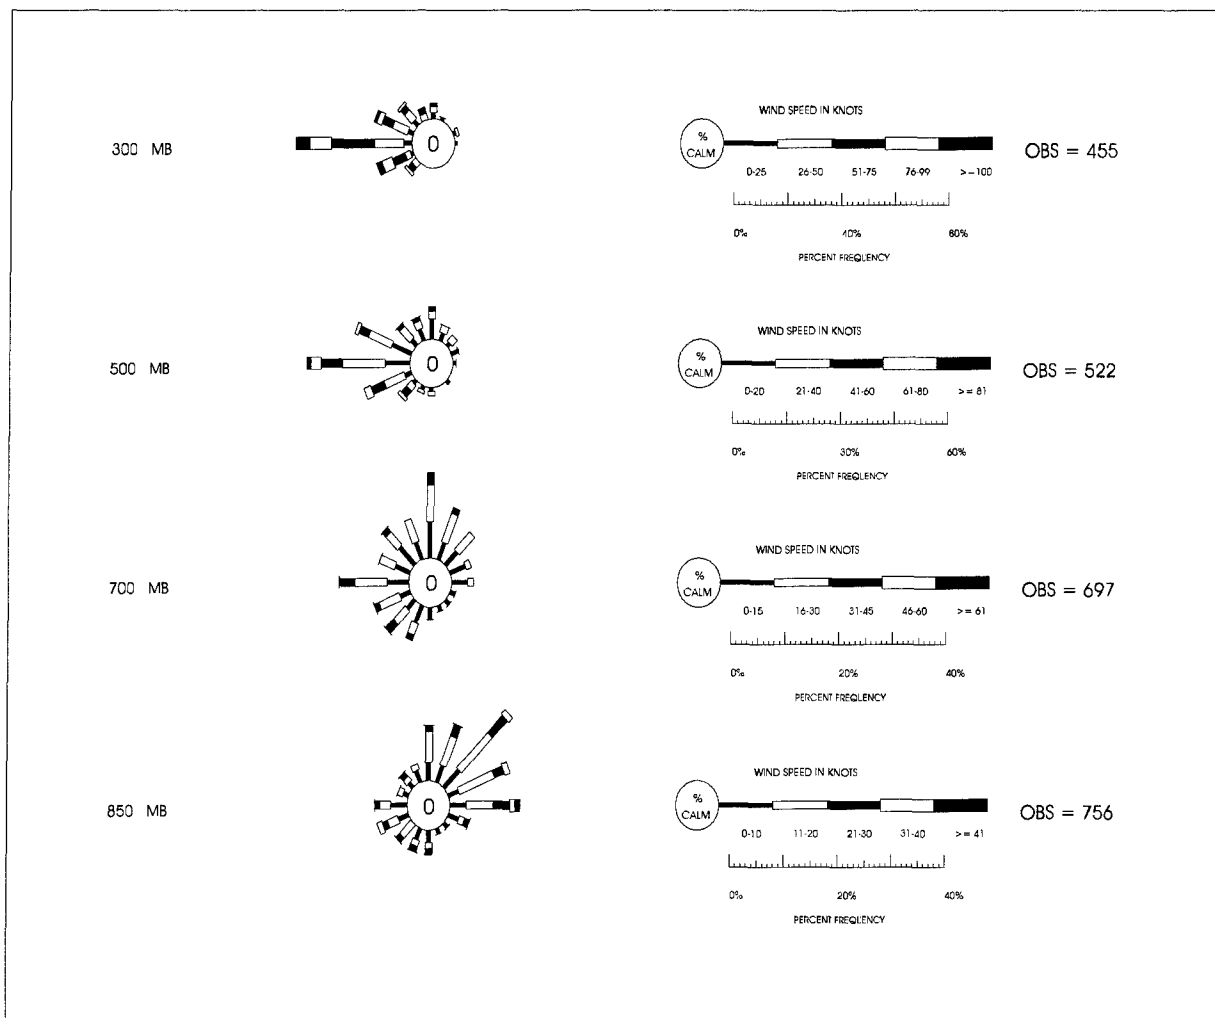 WIND SPEED IN KNOTS
300 MB
0
% CALM
OBS = 455
0-25 26-50 51-75 76-99 >=100
0% 40% 80%
PERCENT FREQUENCY
WIND SPEED IN KNOTS
500 MB
0
% CALM
OBS = 522
0-20 21-40 41-60 61-80 >= 81
0% 30% 60%
PERCENT FREQUENCY
WIND SPEED IN KNOTS
700 MB
0
% CALM
OBS = 697
0-15 16-30 31-45 46-60 >= 61
0% 20% 40%
PERCENT FREQUENCY
WIND SPEED IN KNOTS
850 MB
0
% CALM
OBS = 756
0-10 11-20 21-30 31-40 >= 41
0% 20% 40%
PERCENT FREQUENCY